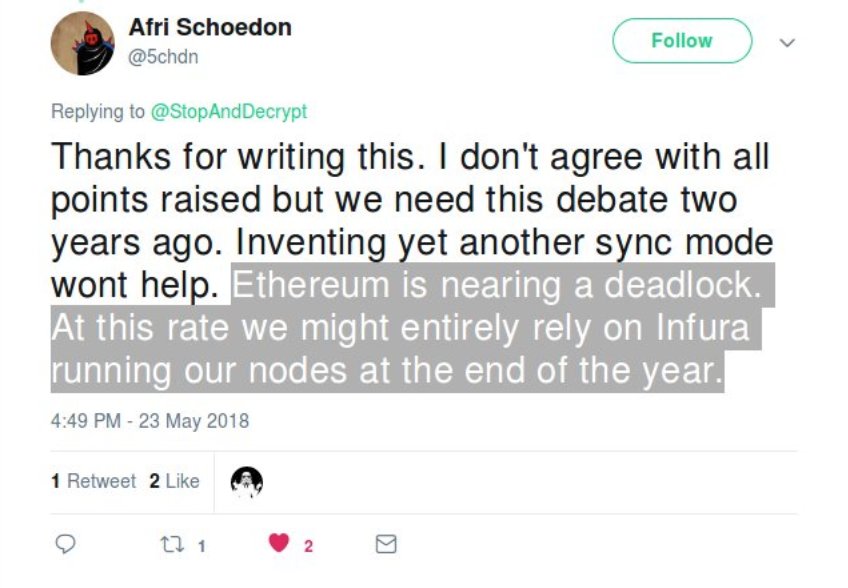 Afri Schoedon
@5chdn
Follow
Replying to @StopAndDecrypt
Thanks for writing this. I don't agree with all
points raised but we need this debate two
years ago. Inventing yet another sync mode
wont help. Ethereum is nearing a deadlock.
At this rate we might entirely rely on Infura
running our nodes at the end of the year.
4:49 PM - 23 May 2018
1 Retweet 2 Like
1 2